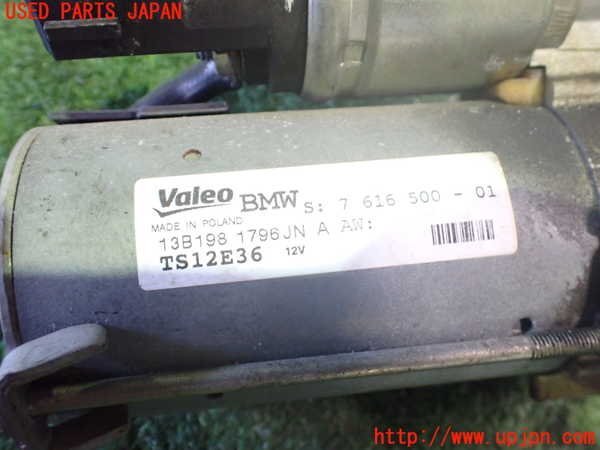 USED PARTS JAPAN
Valeo BMW S: 7 616 500 - 01
MADE IN POLAND
13B198 1796JN A AW:
TS12E36 12V
http://www.upjpn.com/